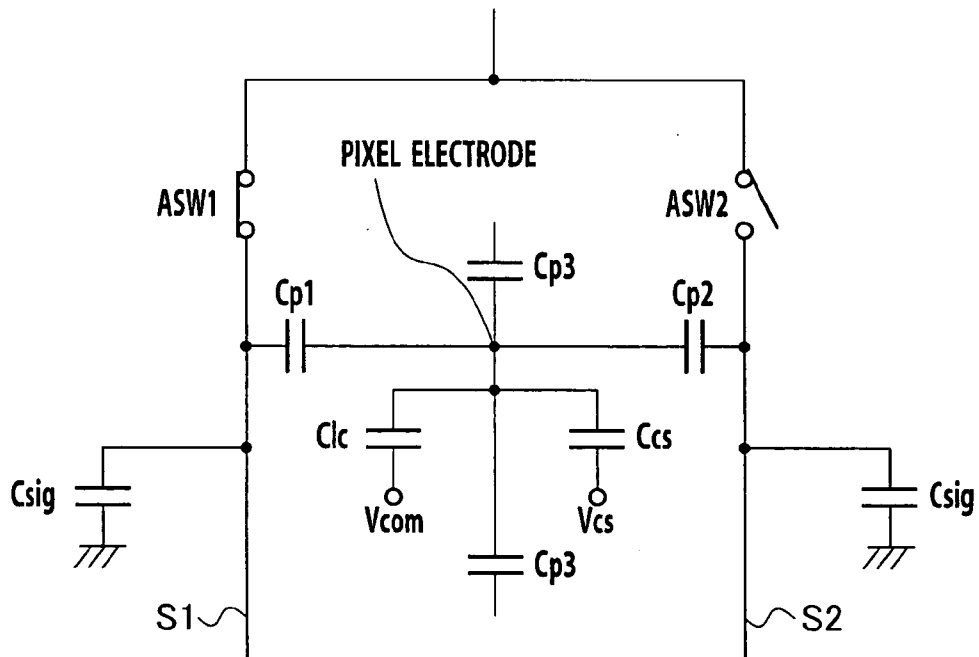 PIXEL ELECTRODE
ASW1
ASW2
Cp3
Cp1
Cp2
Clc
Ccs
Csig
Csig
Vcom
Vcs
Cp3
S1
S2